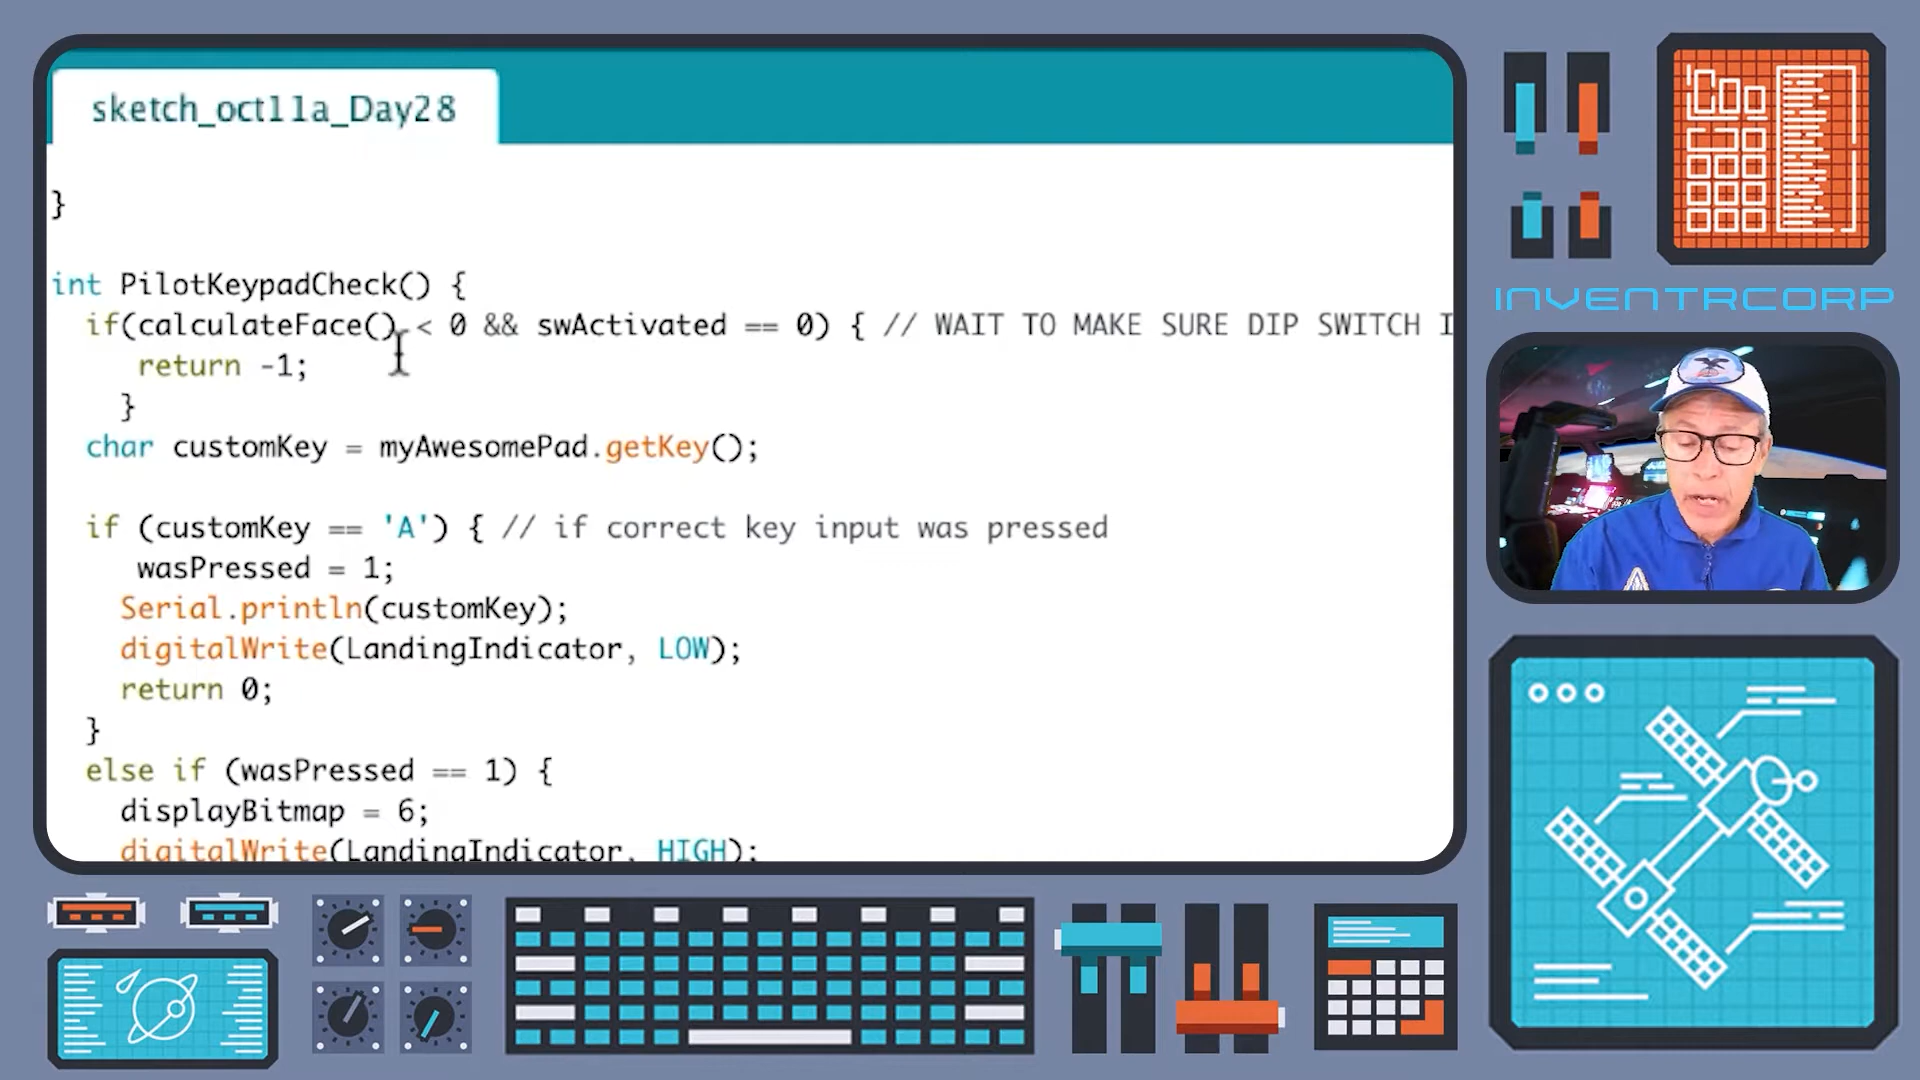 sketch_oct11a_Day28
}
int PilotKeypadCheck() {
if(calculateFace() < 0 && swActivated == 0) { // WAIT TO MAKE SURE DIP SWITCH I
return -1;
}
char customKey = myAwesomePad.getKey();
if (customKey == 'A') { // if correct key input was pressed
wasPressed = 1;
Serial.println(customKey);
digitalWrite(LandingIndicator, LOW);
return 0;
}
else if (wasPressed == 1) {
displayBitmap = 6;
digitalWrite(LandingIndicator, HIGH);
INVENTRCORP